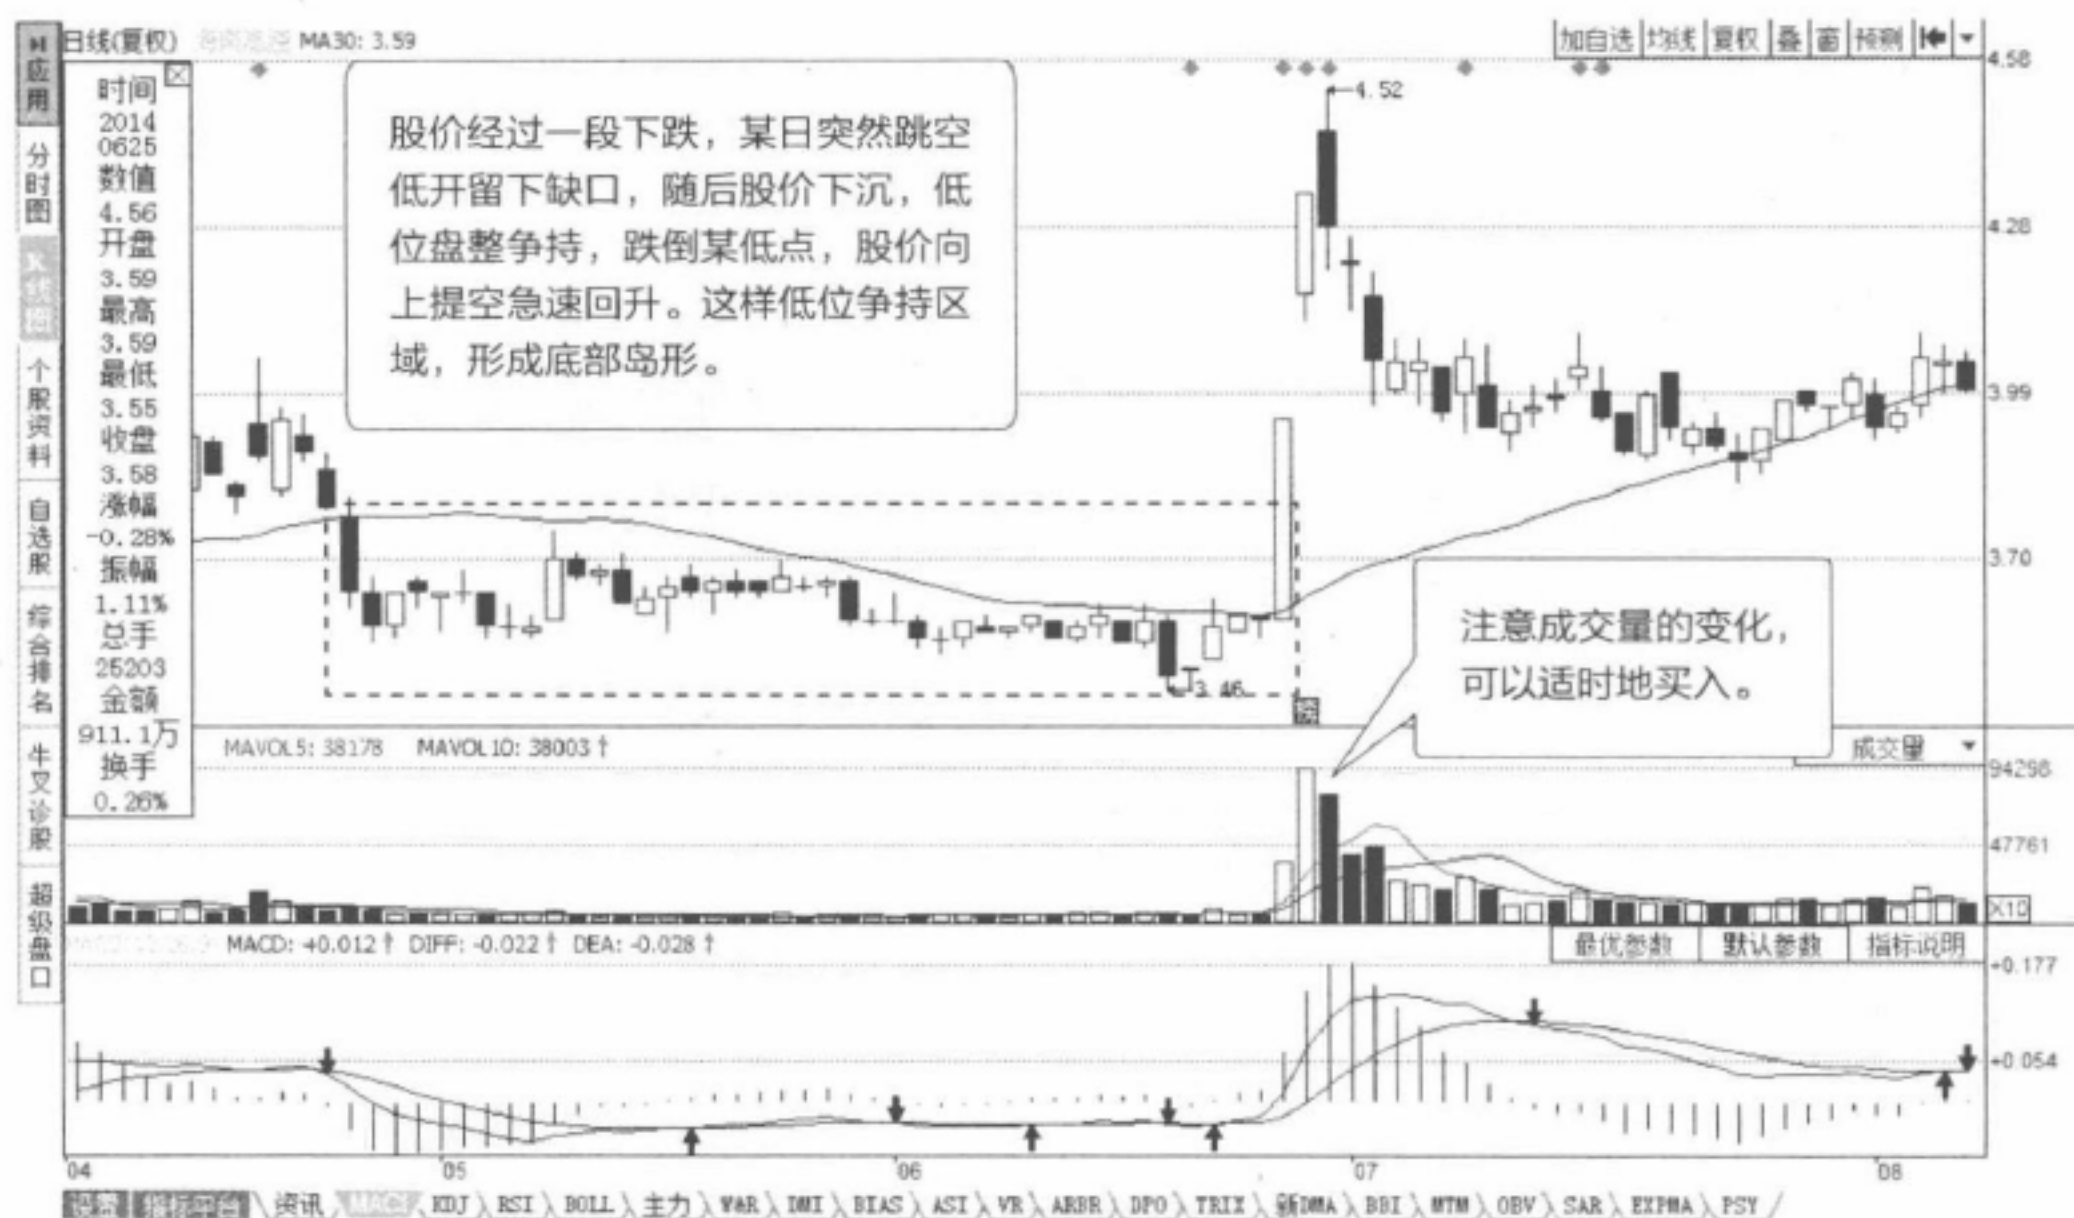 日线(复权) MA30: 3.59
加自选 均线 复权 叠 窗 预测
应用
分时图
个股资料
自选股
综合排名
牛叉诊股
超级盘口
时间
2014
0625
数值
4.56
开盘
3.59
最高
3.59
最低
3.55
收盘
3.58
涨幅
-0.28%
振幅
1.11%
总手
25203
金额
911.1万
换手
0.26%
股价经过一段下跌，某日突然跳空
低开留下缺口，随后股价下沉，低
位盘整争持，跌倒某低点，股价向
上提空急速回升。这样低位争持区
域，形成底部岛形。
4.52
3.46
4.58
4.28
3.99
3.70
注意成交量的变化，
可以适时地买入。
MAVOL5: 38178 MAVOL10: 38003↑
成交量
94298
47761
X10
MACD: +0.012↑ DIFF: -0.022↑ DEA: -0.028↑
最优参数 默认参数 指标说明
+0.177
+0.054
04 05 06 07 08
资讯 MACD KDJ RSI BOLL 主力 W&R DMI BIAS ASI VR ARBR DPO TRIX 新DMA BBI MTM OBV SAR EXPMA PSY